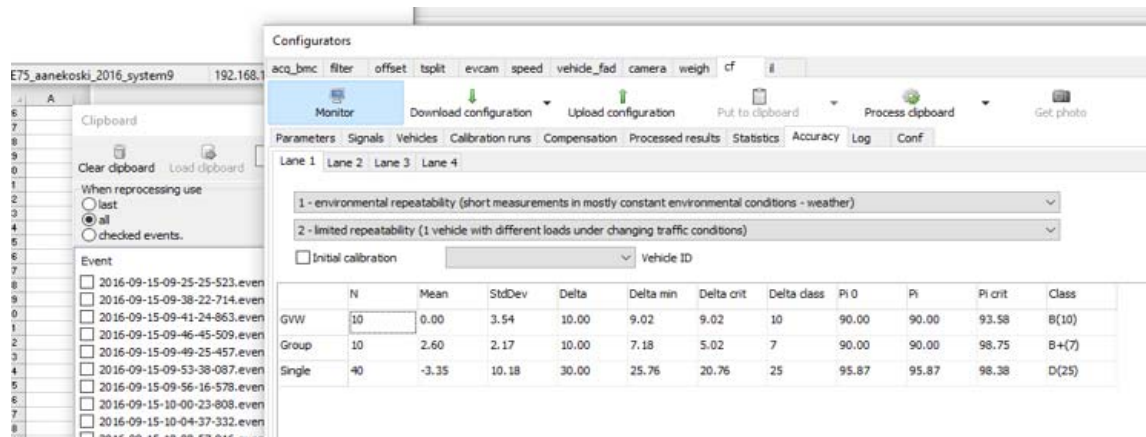 Configurators
E75_aanekoski_2016_system9 192.168.1
acq_bmc filter offset tsplit evcam speed vehicle_fad camera weigh cf il
Monitor Download configuration Upload configuration Put to clipboard Process clipboard Get photo
Parameters Signals Vehicles Calibration runs Compensation Processed results Statistics Accuracy Log Conf
Lane 1 Lane 2 Lane 3 Lane 4
1 - environmental repeatability (short measurements in mostly constant environmental conditions - weather)
2 - limited repeatability (1 vehicle with different loads under changing traffic conditions)
Initial calibration Vehicle ID
N Mean StdDev Delta Delta min Delta crit Delta class Pi 0 Pi Pi crit Class
GVW 10 0.00 3.54 10.00 9.02 9.02 10 90.00 90.00 93.58 B(10)
Group 10 2.60 2.17 10.00 7.18 5.02 7 90.00 90.00 98.75 B+(7)
Single 40 -3.35 10.18 30.00 25.76 20.76 25 95.87 95.87 98.38 D(25)
A
Clipboard
Clear clipboard Load clipboard
When reprocessing use
last
all
checked events.
Event
2016-09-15-09-25-25-523.even
2016-09-15-09-38-22-714.even
2016-09-15-09-41-24-863.even
2016-09-15-09-46-45-509.even
2016-09-15-09-49-25-457.even
2016-09-15-09-53-38-087.even
2016-09-15-09-56-16-578.even
2016-09-15-10-00-23-808.even
2016-09-15-10-04-37-332.even